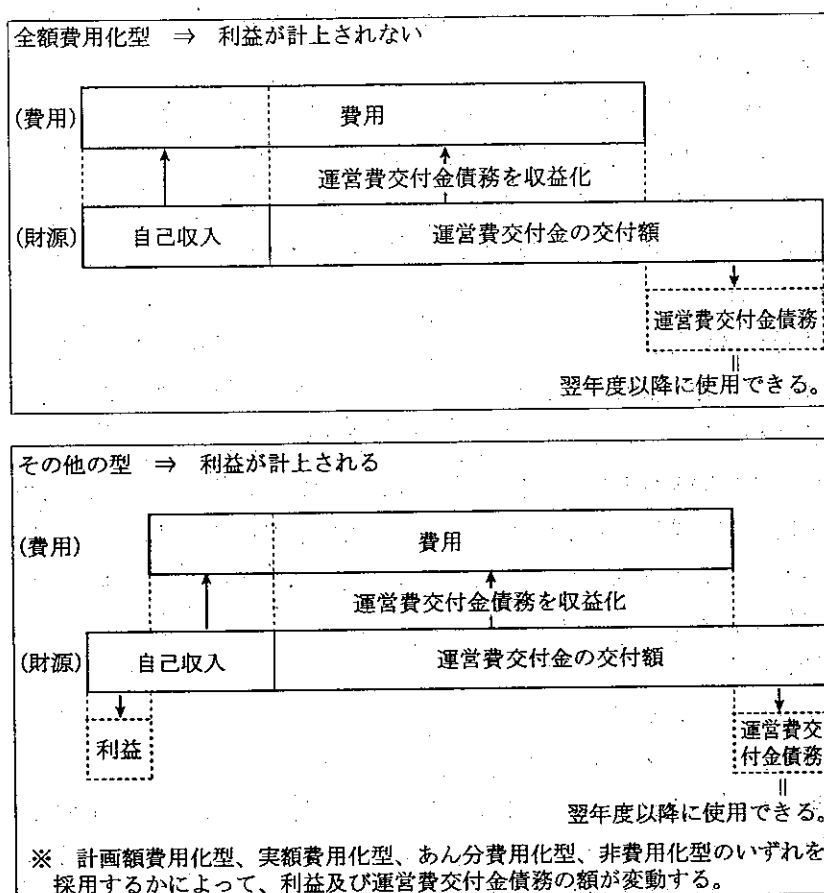 全額費用化型 ⇒ 利益が計上されない
(費用)
費用
運営費交付金債務を収益化
(財源)
自己収入
運営費交付金の交付額
運営費交付金債務
||
翌年度以降に使用できる。
その他の型 ⇒ 利益が計上される
(費用)
費用
運営費交付金債務を収益化
(財源)
自己収入
運営費交付金の交付額
利益
運営費交
付金債務
||
翌年度以降に使用できる。
※ 計画額費用化型、実額費用化型、あん分費用化型、非費用化型のいずれを
採用するかによって、利益及び運営費交付金債務の額が変動する。